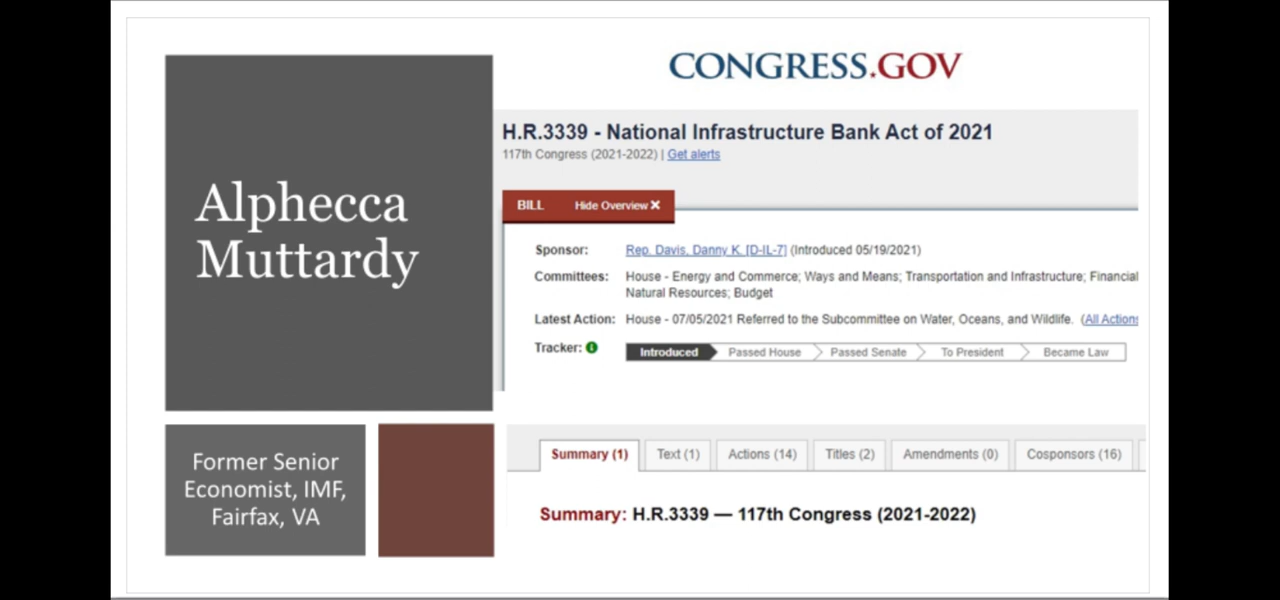 Alphecca
Muttardy
Former Senior
Economist, IMF,
Fairfax, VA
CONGRESS.GOV
H.R.3339 - National Infrastructure Bank Act of 2021
117th Congress (2021-2022) | Get alerts
BILL Hide Overview ✕
Sponsor: Rep. Davis, Danny K. [D-IL-7] (Introduced 05/19/2021)
Committees: House - Energy and Commerce; Ways and Means; Transportation and Infrastructure; Financial
Natural Resources; Budget
Latest Action: House - 07/05/2021 Referred to the Subcommittee on Water, Oceans, and Wildlife. (All Actions
Tracker: Introduced Passed House Passed Senate To President Became Law
Summary (1) Text (1) Actions (14) Titles (2) Amendments (0) Cosponsors (16)
Summary: H.R.3339 — 117th Congress (2021-2022)